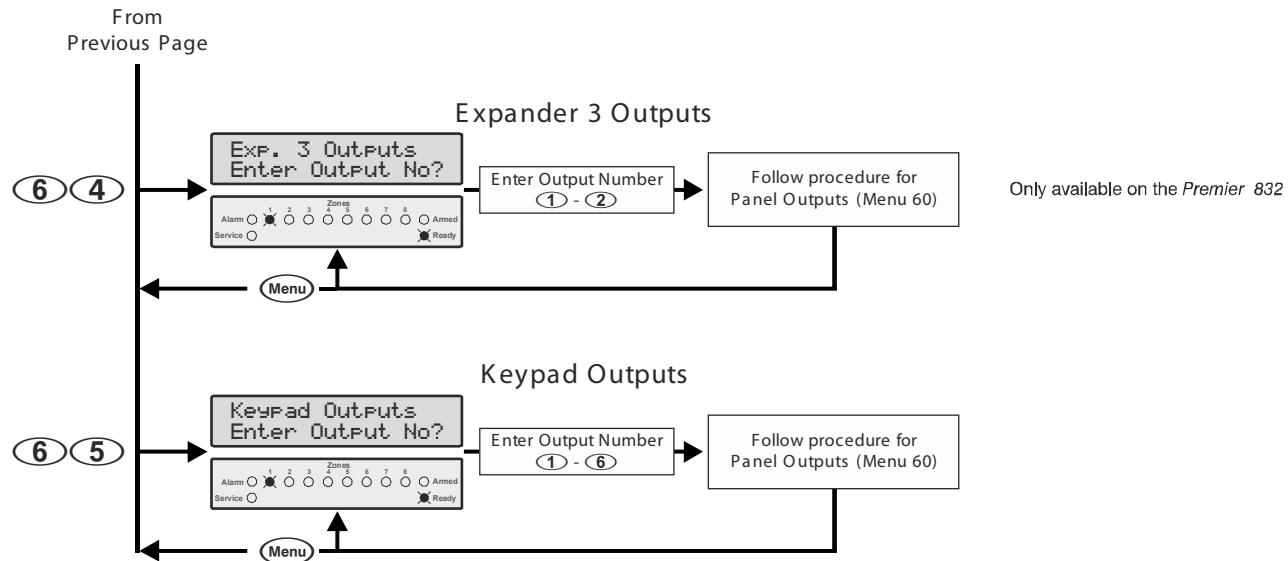 From
Previous Page
Expander 3 Outputs
6 4
Exp. 3 Outputs
Enter Output No?
Zones
1 2 3 4 5 6 7 8
Alarm Armed
Service Ready
Enter Output Number
1 - 2
Follow procedure for
Panel Outputs (Menu 60)
Only available on the Premier 832
Menu
Keypad Outputs
6 5
Keypad Outputs
Enter Output No?
Zones
1 2 3 4 5 6 7 8
Alarm Armed
Service Ready
Enter Output Number
1 - 6
Follow procedure for
Panel Outputs (Menu 60)
Menu